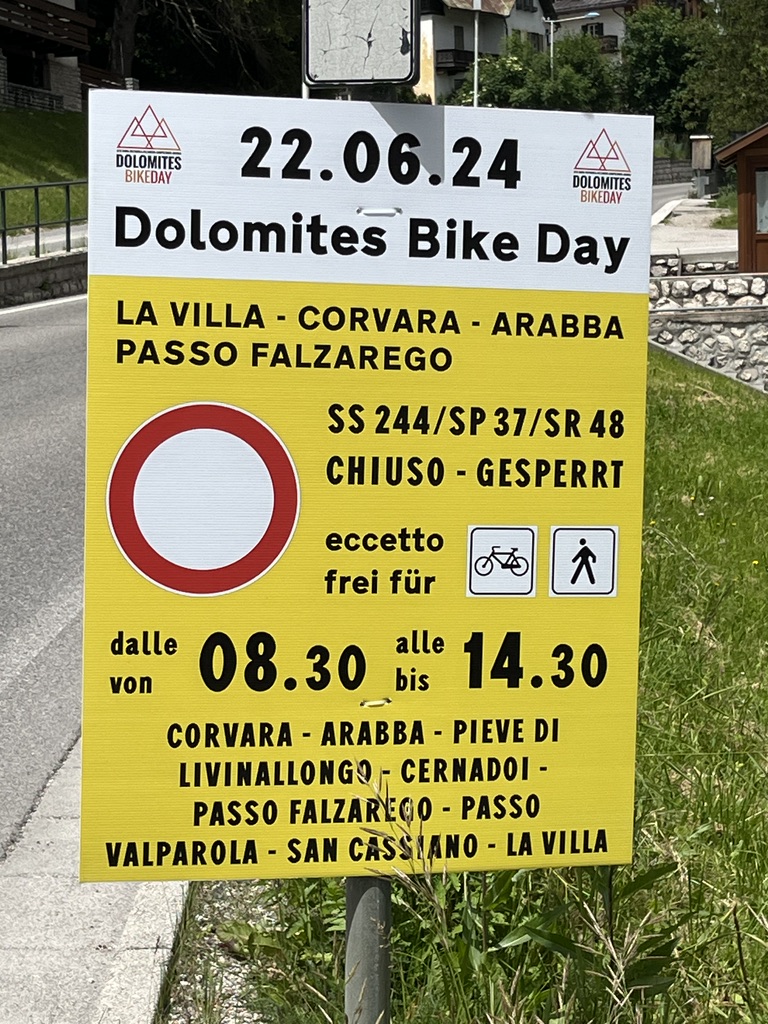 DOLOMITES
BIKEDAY
22.06.24
DOLOMITES
BIKEDAY
Dolomites Bike Day
LA VILLA - CORVARA - ARABBA
PASSO FALZAREGO
SS 244/SP 37/SR 48
CHIUSO - GESPERRT
eccetto
frei für
dalle
von
08.30
alle
bis
14.30
CORVARA - ARABBA - PIEVE DI
LIVINALLONGO - CERNADOI -
PASSO FALZAREGO - PASSO
VALPAROLA - SAN CASSIANO - LA VILLA